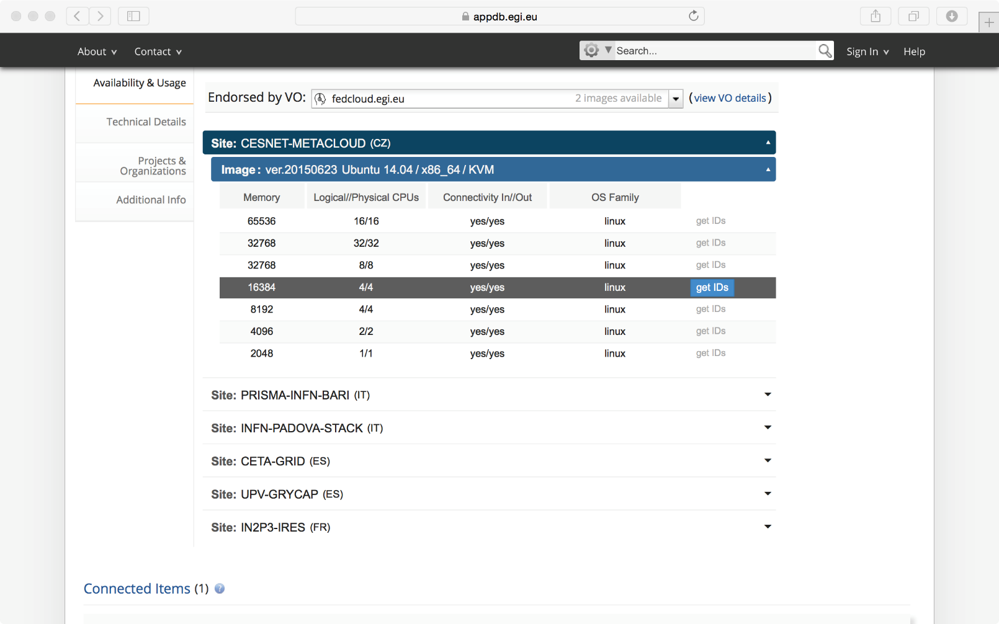 appdb.egi.eu
About Contact Search... Sign In Help
Availability & Usage
Technical Details
Projects &
Organizations
Additional Info
Endorsed by VO: fedcloud.egi.eu 2 images available (view VO details)
Site: CESNET-METACLOUD (CZ)
Image: ver.20150623 Ubuntu 14.04 / x86_64 / KVM
Memory Logical//Physical CPUs Connectivity In//Out OS Family
65536 16/16 yes/yes linux get IDs
32768 32/32 yes/yes linux get IDs
32768 8/8 yes/yes linux get IDs
16384 4/4 yes/yes linux get IDs
8192 4/4 yes/yes linux get IDs
4096 2/2 yes/yes linux get IDs
2048 1/1 yes/yes linux get IDs
Site: PRISMA-INFN-BARI (IT)
Site: INFN-PADOVA-STACK (IT)
Site: CETA-GRID (ES)
Site: UPV-GRYCAP (ES)
Site: IN2P3-IRES (FR)
Connected Items (1) ?